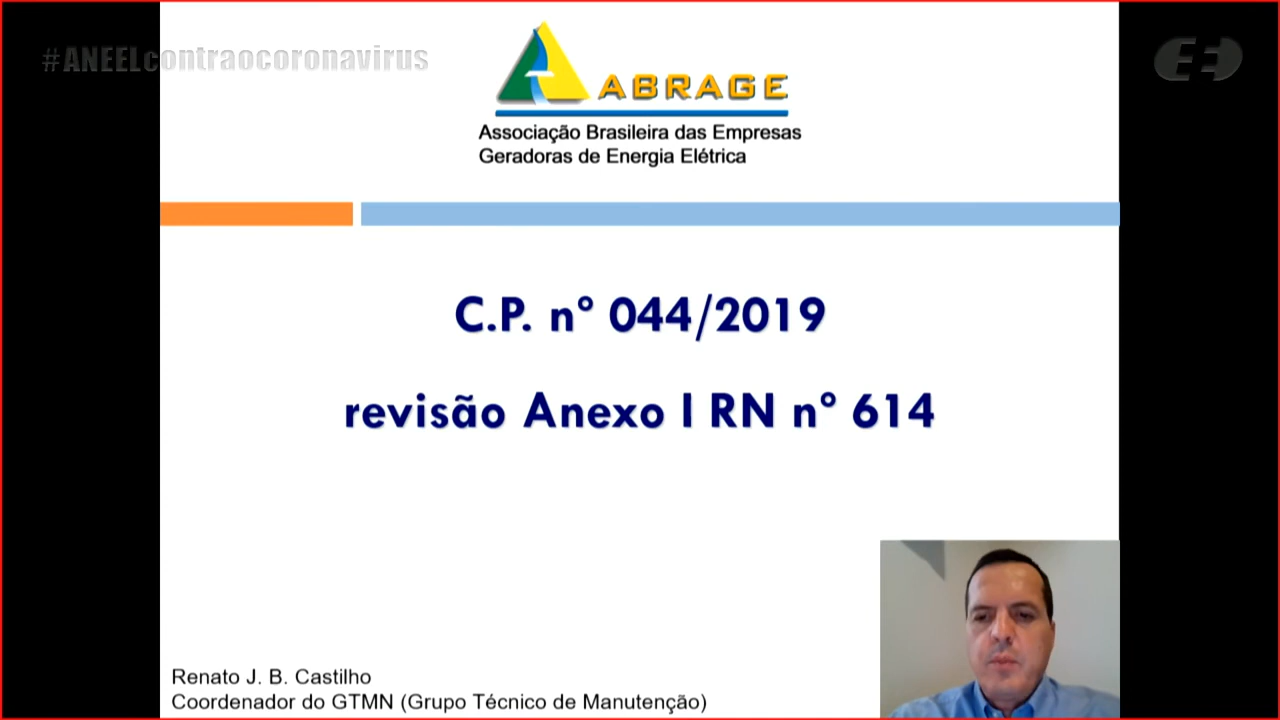 #ANEELcontraocoronavirus
ABRAGE
Associação Brasileira das Empresas
Geradoras de Energia Elétrica
C.P. nº 044/2019
revisão Anexo I RN nº 614
Renato J. B. Castilho
Coordenador do GTMN (Grupo Técnico de Manutenção)